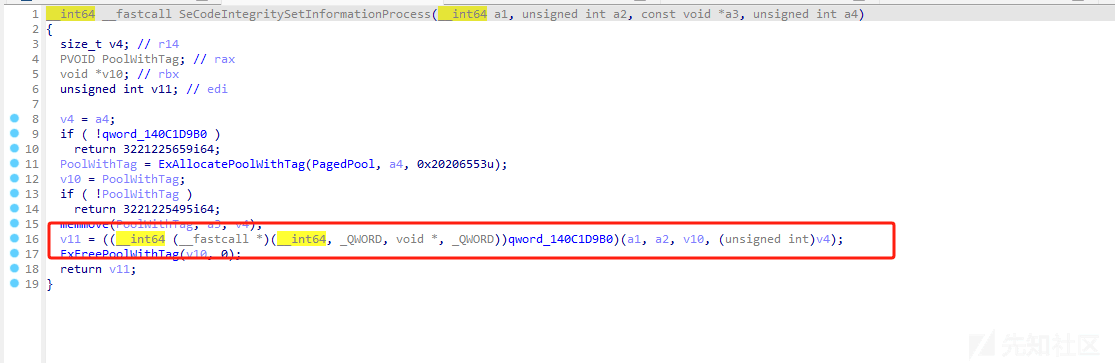 1 __int64 __fastcall SeCodeIntegritySetInformationProcess(__int64 a1, unsigned int a2, const void *a3, unsigned int a4)
2 {
3 size_t v4; // r14
4 PVOID PoolWithTag; // rax
5 void *v10; // rbx
6 unsigned int v11; // edi
7
8 v4 = a4;
9 if ( !qword_140C1D9B0 )
10 return 3221225659i64;
11 PoolWithTag = ExAllocatePoolWithTag(PagedPool, a4, 0x20206553u);
12 v10 = PoolWithTag;
13 if ( !PoolWithTag )
14 return 3221225495i64;
15 memmove(PoolWithTag, a3, v4);
16 v11 = ((__int64 (__fastcall *)(__int64, _QWORD, void *, _QWORD))qword_140C1D9B0)(a1, a2, v10, (unsigned int)v4);
17 ExFreePoolWithTag(v10, 0);
18 return v11;
19 }
先知社区